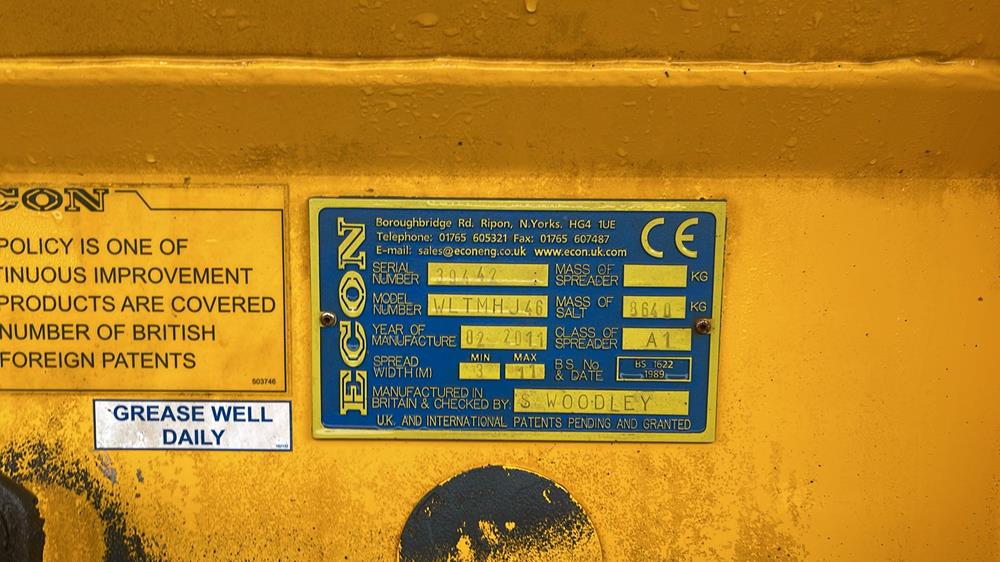 CON
POLICY IS ONE OF
TINUOUS IMPROVEMENT
PRODUCTS ARE COVERED
NUMBER OF BRITISH
FOREIGN PATENTS
503746
GREASE WELL
DAILY
ECON
Boroughbridge Rd. Ripon, N.Yorks. HG4 1UE
Telephone: 01765 605321 Fax: 01765 607487
E-mail: sales@econeng.co.uk www.econ.uk.com
CE
SERIAL NUMBER 39442 MASS OF SPREADER KG
MODEL NUMBER WLTMHJ46 MASS OF SALT 8640 KG
YEAR OF MANUFACTURE 02 2011 CLASS OF SPREADER A1
SPREAD WIDTH (M) MIN 3 MAX 11 B.S. No & DATE BS 1622 1989
MANUFACTURED IN BRITAIN & CHECKED BY: S WOODLEY
U.K. AND INTERNATIONAL PATENTS PENDING AND GRANTED